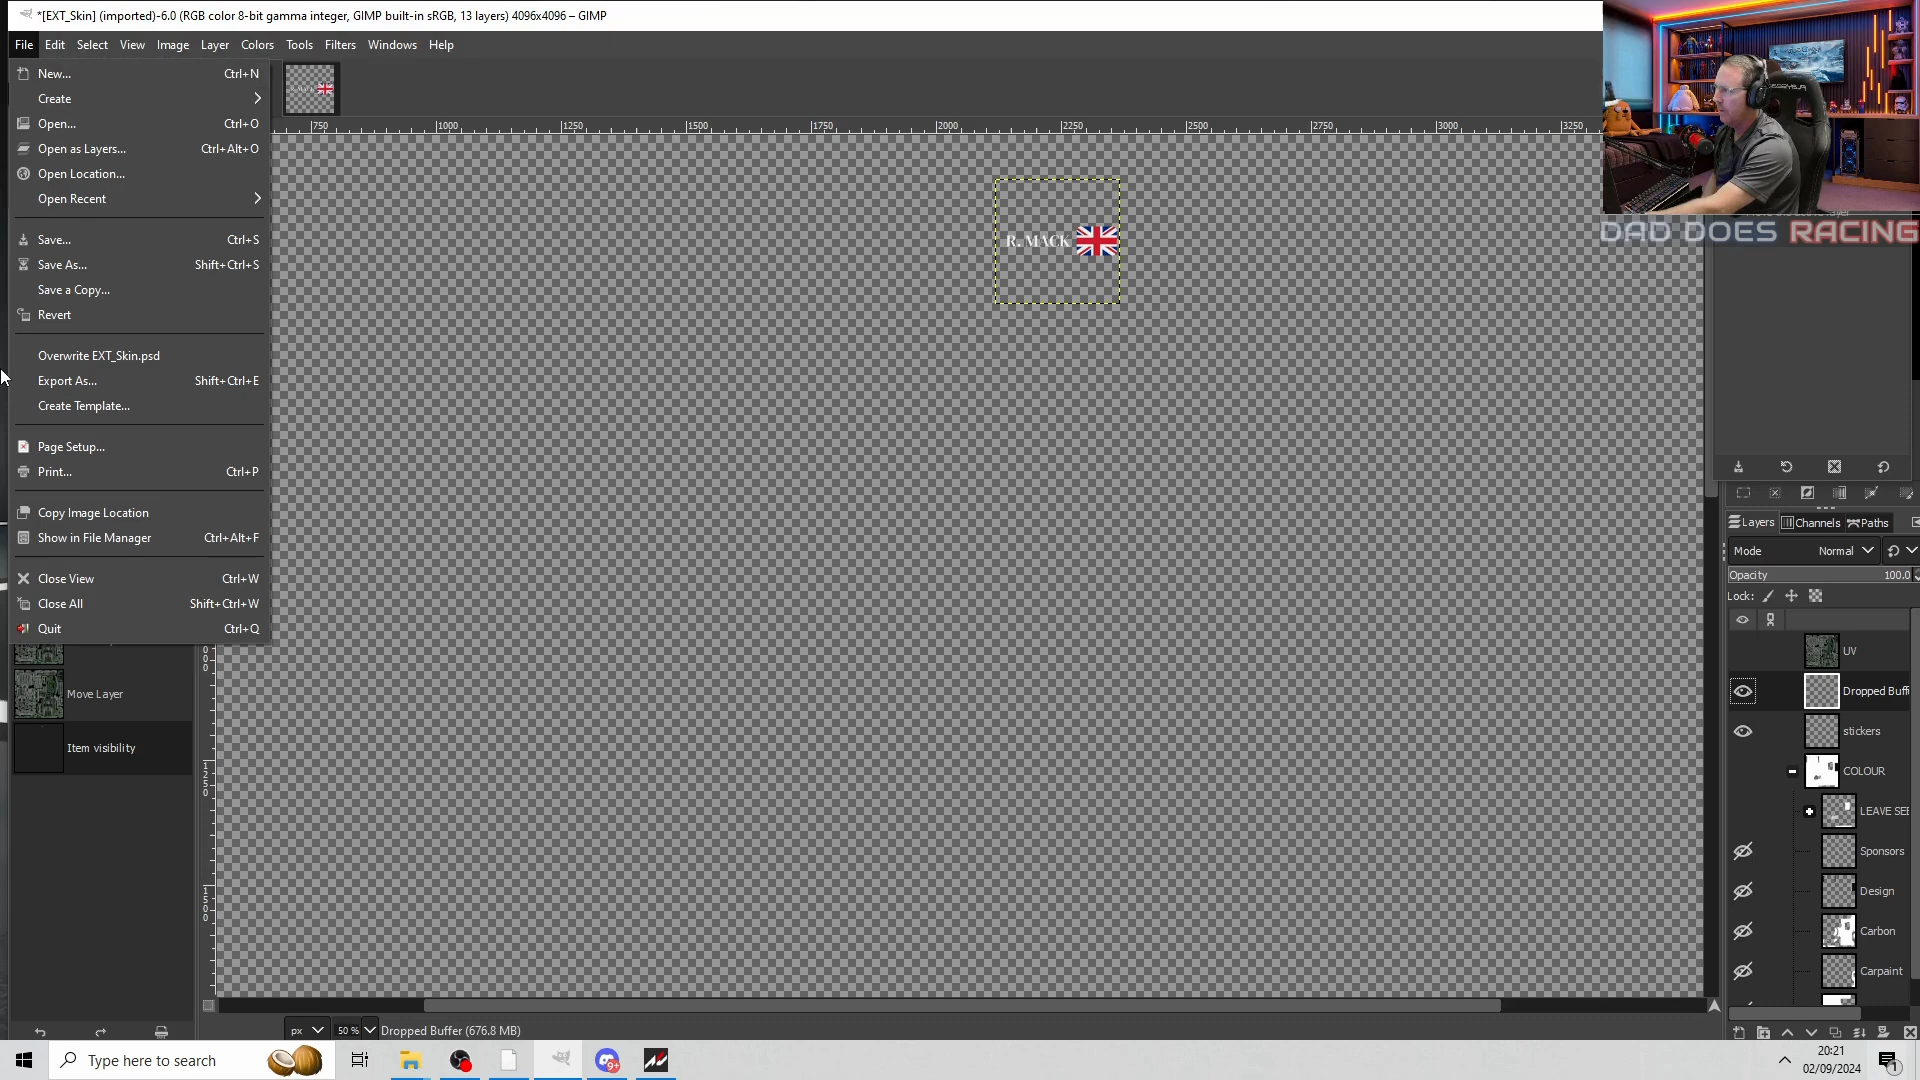 *[EXT_Skin] (imported)-6.0 (RGB color 8-bit gamma integer, GIMP built-in sRGB, 13 layers) 4096x4096 – GIMP
File Edit Select View Image Layer Colors Tools Filters Windows Help
New... Ctrl+N
Create
Open... Ctrl+O
Open as Layers... Ctrl+Alt+O
Open Location...
Open Recent
Save... Ctrl+S
Save As... Shift+Ctrl+S
Save a Copy...
Revert
Overwrite EXT_Skin.psd
Export As... Shift+Ctrl+E
Create Template...
Page Setup...
Print... Ctrl+P
Copy Image Location
Show in File Manager Ctrl+Alt+F
Close View Ctrl+W
Close All Shift+Ctrl+W
Quit Ctrl+Q
Move Layer
Item visibility
750 1000 1250 1500 1750 2000 2250 2500 2750 3000 3250
R. MACK
1250
1500
DAD DOES RACING
Layers Channels Paths
Mode Normal
Opacity 100.0
Lock:
UV
Dropped Buff
stickers
COLOUR
LEAVE SEE
Sponsors
Design
Carbon
Carpaint
px 50 % Dropped Buffer (676.8 MB)
Type here to search
9+
20:21
02/09/2024
1